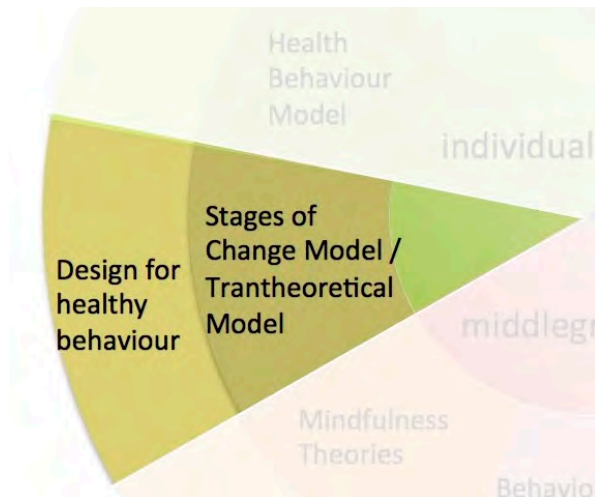 Health
Behaviour
Model
individual
Stages of
Change Model /
Trantheoretical
Model
Design for
healthy
behaviour
middlegr
Mindfulness
Theories
Behavio